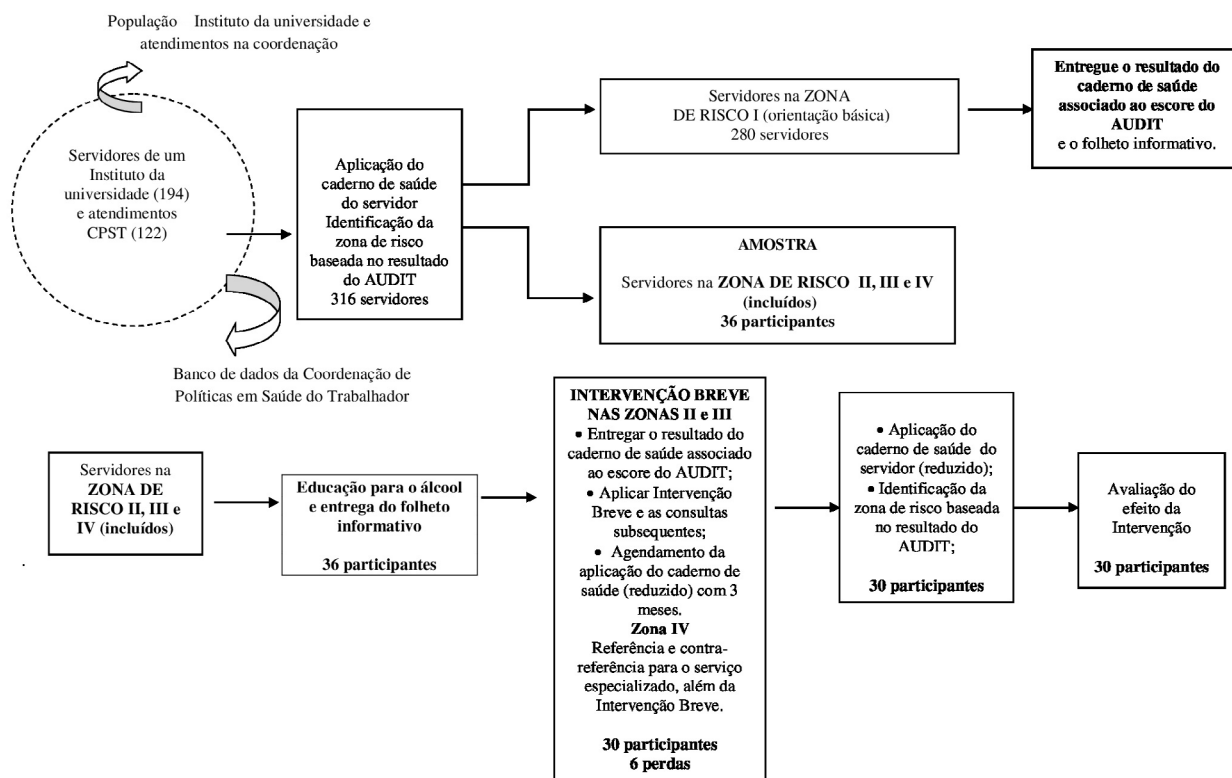 População    Instituto da universidade e
atendimentos na coordenação
Servidores de um
Instituto da
universidade (194)
e atendimentos
CPST (122)
Banco de dados da Coordenação de
Políticas em Saúde do Trabalhador
Aplicação do
caderno de saúde
do servidor
Identificação da
zona de risco
baseada no resultado
do AUDIT
316 servidores
Servidores na ZONA
DE RISCO I (orientação básica)
280 servidores
Entregue o resultado do
caderno de saúde
associado ao escore do
AUDIT
e o folheto informativo.
AMOSTRA
Servidores na ZONA DE RISCO II, III e IV
(incluídos)
36 participantes
Servidores na
ZONA DE
RISCO II, III e
IV (incluídos)
.
Educação para o álcool
e entrega do folheto
informativo
36 participantes
INTERVENÇÃO BREVE
NAS ZONAS II e III
• Entregar o resultado do
caderno de saúde associado
ao escore do AUDIT;
• Aplicar Intervenção
Breve e as consultas
subsequentes;
• Agendamento da
aplicação do caderno de
saúde (reduzido) com 3
meses.
Zona IV
Referência e contra-
referência para o serviço
especializado, além da
Intervenção Breve.
30 participantes
6 perdas
• Aplicação do
caderno de saúde do
servidor (reduzido);
• Identificação da
zona de risco baseada
no resultado do
AUDIT;
30 participantes
Avaliação do
efeito da
Intervenção
30 participantes